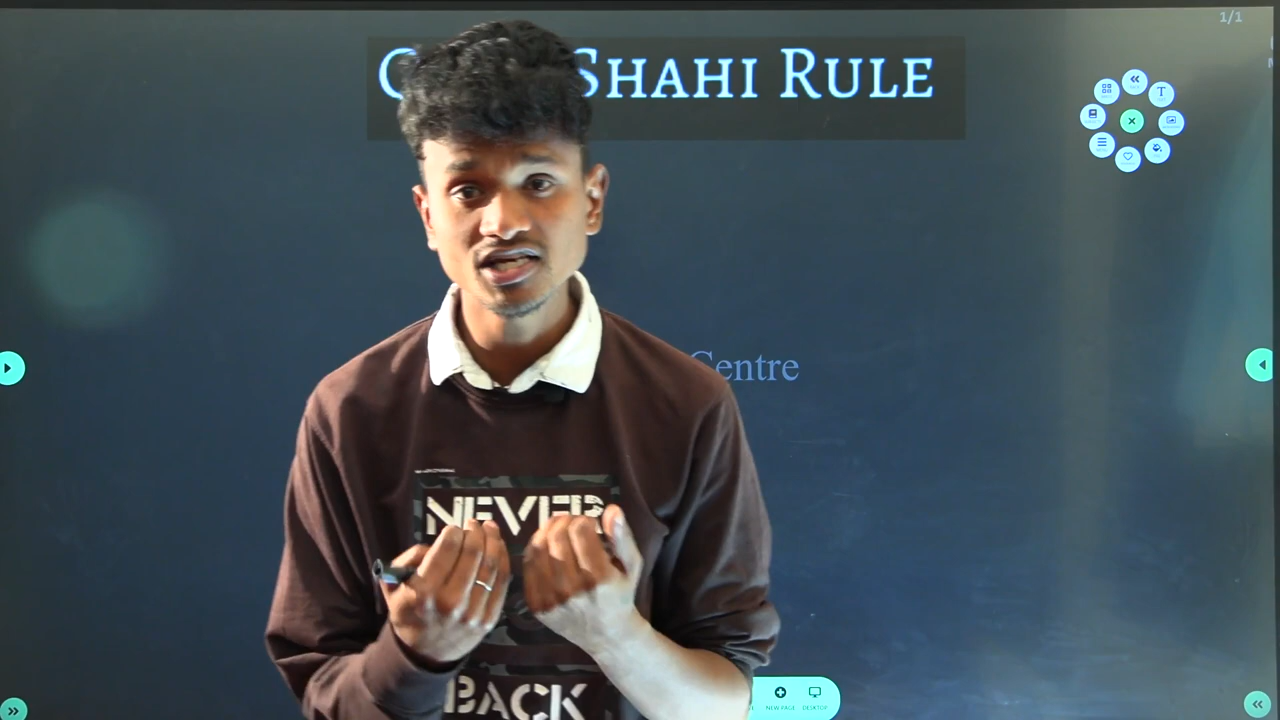 1/1
SHAHI RULE
Centre
NEVER
BACK
NEW PAGE DESKTOP